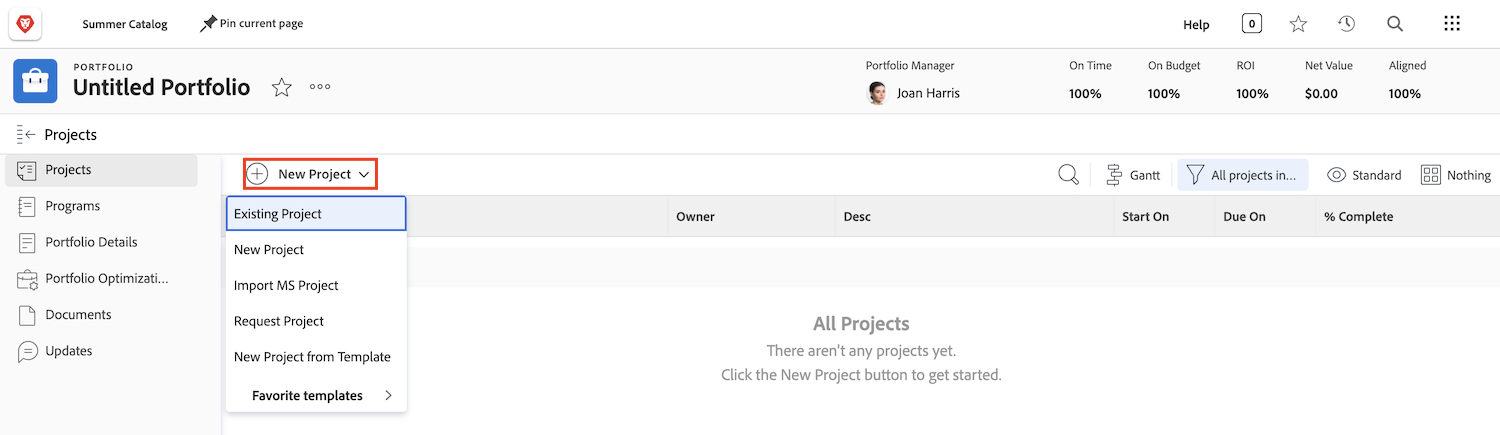 Summer Catalog
Pin current page
Help
0
PORTFOLIO
Untitled Portfolio
Portfolio Manager
Joan Harris
On Time
100%
On Budget
100%
ROI
100%
Net Value
$0.00
Aligned
100%
Projects
Projects
Programs
Portfolio Details
Portfolio Optimizati...
Documents
Updates
New Project
Gantt
All projects in...
Standard
Nothing
Existing Project
New Project
Import MS Project
Request Project
New Project from Template
Favorite templates
Owner
Desc
Start On
Due On
% Complete
All Projects
There aren't any projects yet.
Click the New Project button to get started.